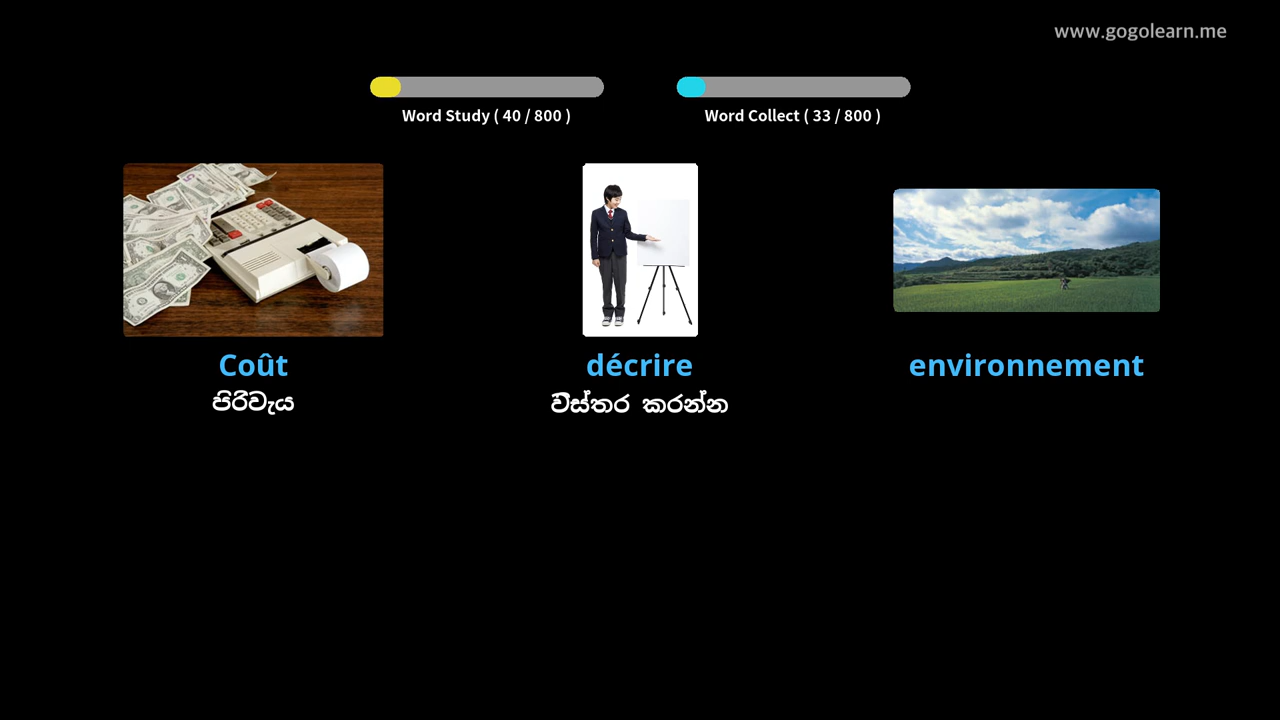 www.gogolearn.me
Word Study ( 40 / 800 )
Word Collect ( 33 / 800 )
Coût
පිරිවැය
décrire
විස්තර කරන්න
environnement